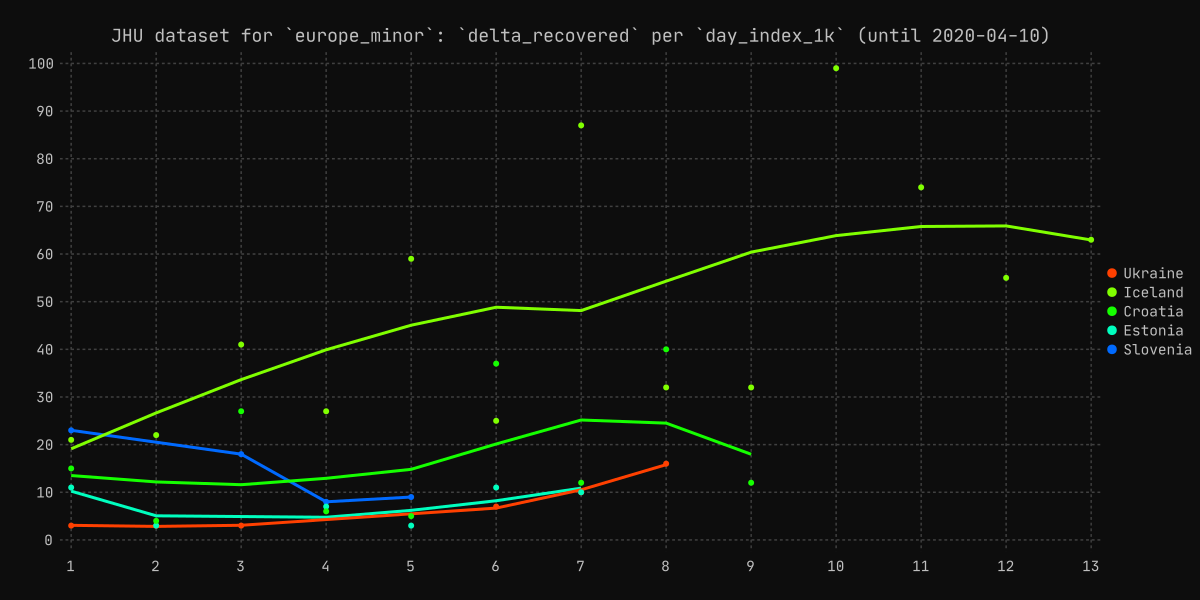 JHU dataset for `europe_minor`: `delta_recovered` per `day_index_1k` (until 2020-04-10)
100
90
80
70
60
50
40
30
20
10
0
1 2 3 4 5 6 7 8 9 10 11 12 13
Ukraine
Iceland
Croatia
Estonia
Slovenia